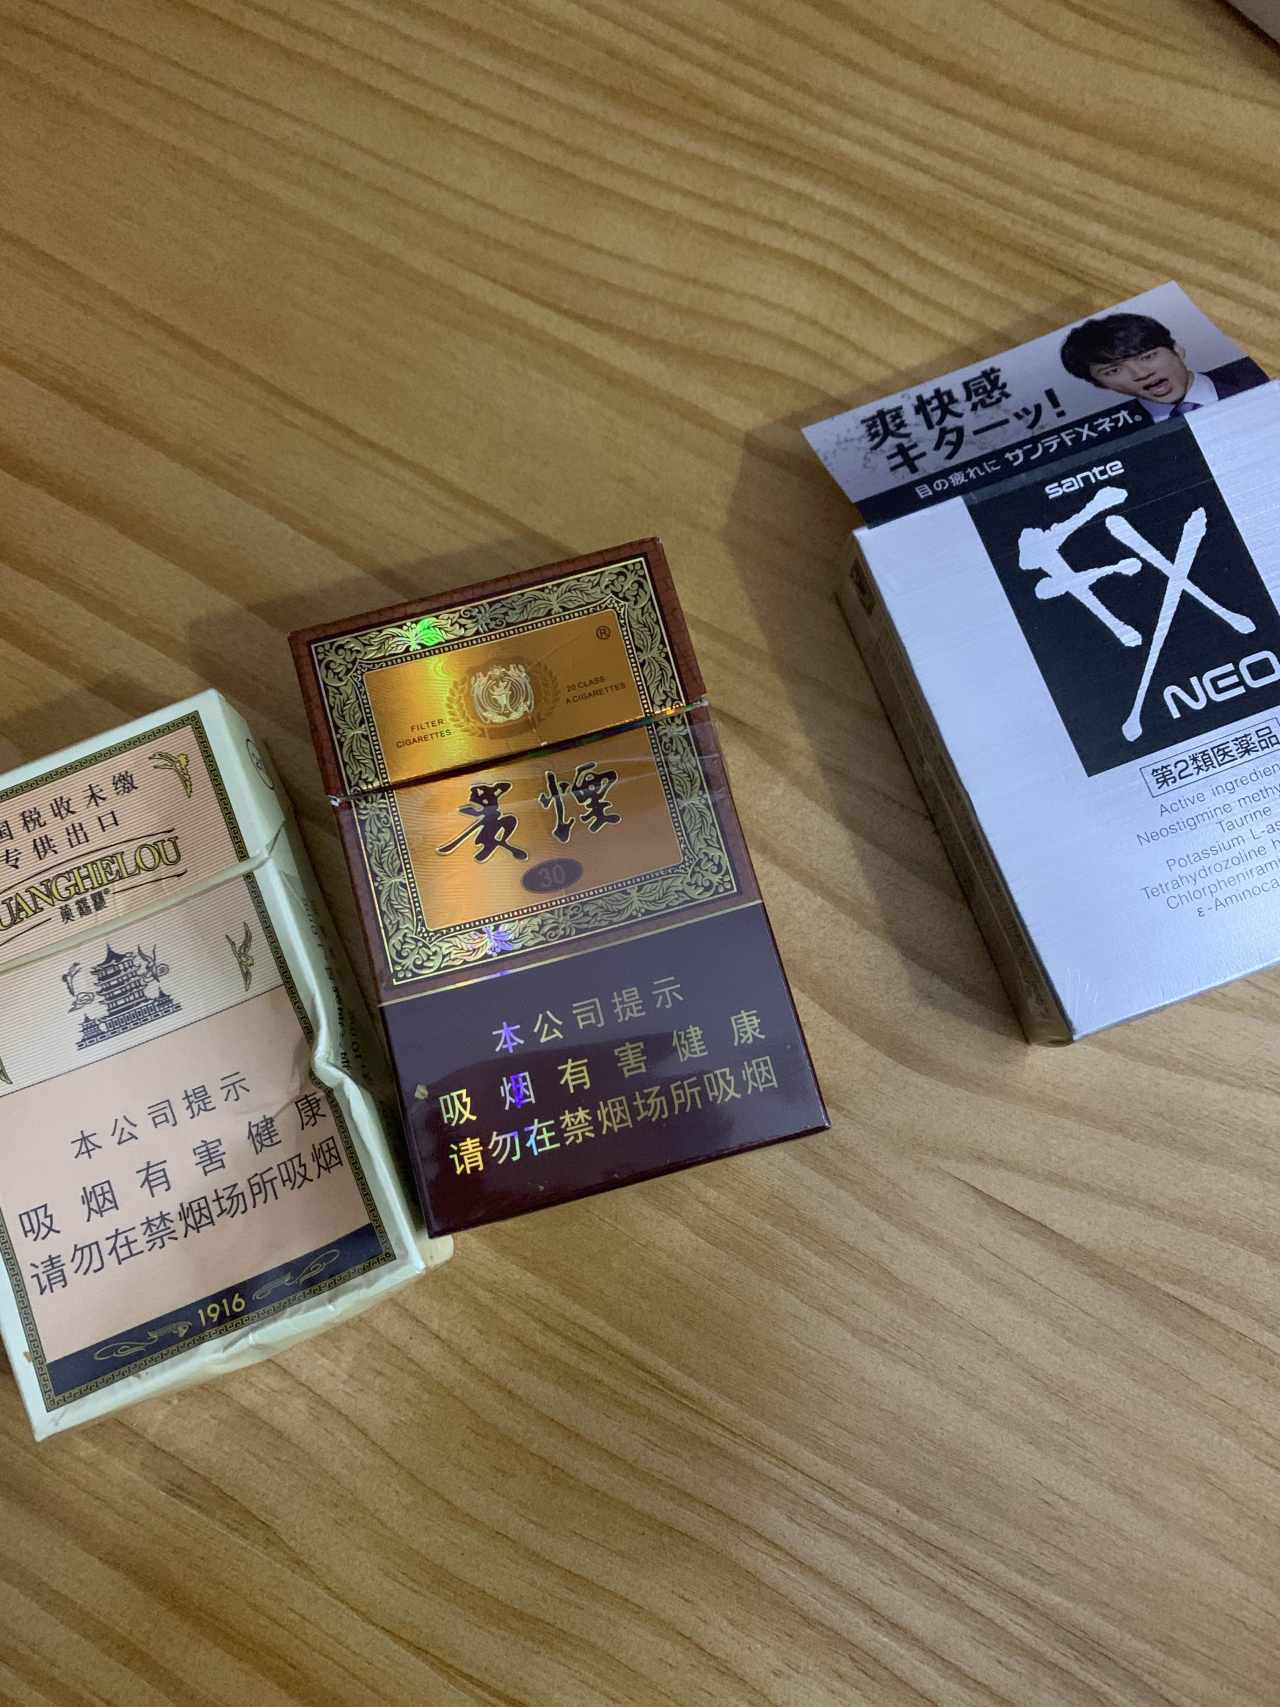 国税收未缴
专供出口
UANGHELOU
黄鹤楼
本公司提示
吸烟有害健康
请勿在禁烟场所吸烟
1916
®
FILTER
CIGARETTES
20 CLASS
A CIGARETTES
貴煙
30
本公司提示
吸烟有害健康
请勿在禁烟场所吸烟
爽快感
キターッ!
目の疲れに サンテFXネオ。
sante
FX
NEO
第2類医薬品
Active ingredien
Neostigmine methy
Taurine
Potassium L-as
Tetrahydrozoline h
Chlorpheniram
ε-Aminoca